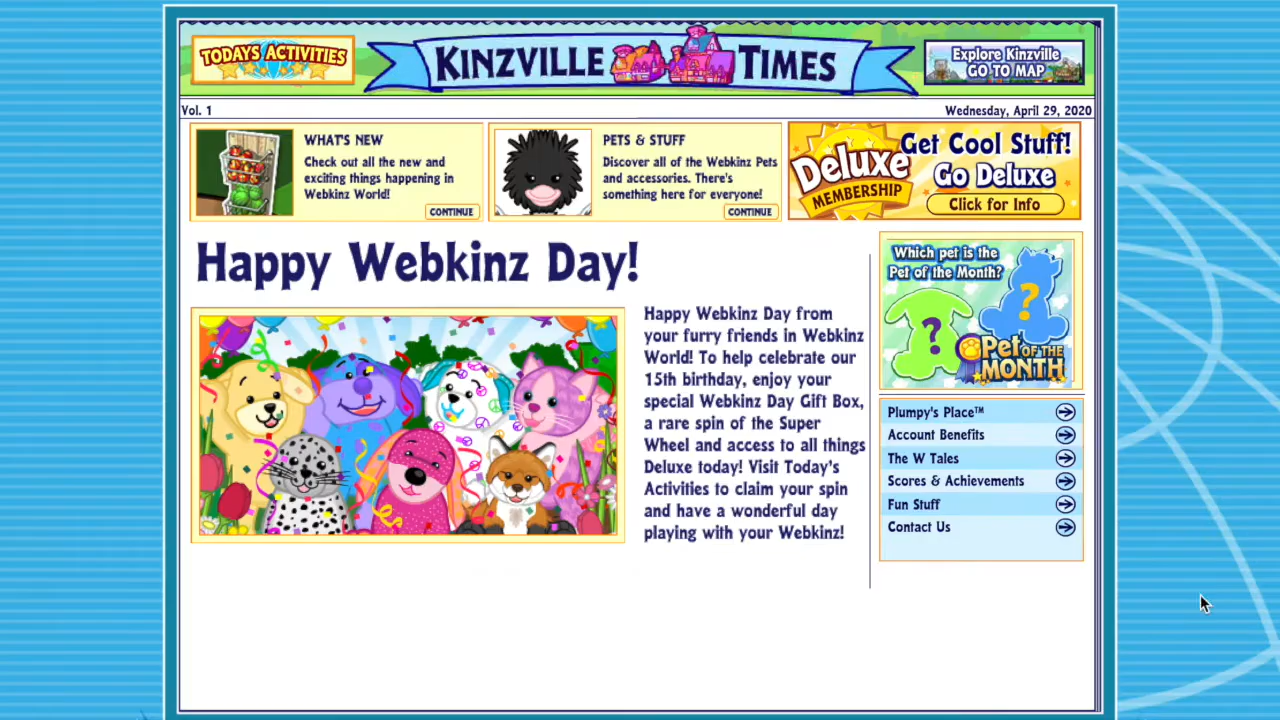 TODAYS ACTIVITIES
KINZVILLE TIMES
Explore Kinzville
GO TO MAP
Vol. 1
Wednesday, April 29, 2020
WHAT'S NEW
Check out all the new and
exciting things happening in
Webkinz World!
CONTINUE
PETS & STUFF
Discover all of the Webkinz Pets
and accessories. There's
something here for everyone!
CONTINUE
Deluxe
MEMBERSHIP
Get Cool Stuff!
Go Deluxe
Click for Info
Happy Webkinz Day!
Happy Webkinz Day from
your furry friends in Webkinz
World! To help celebrate our
15th birthday, enjoy your
special Webkinz Day Gift Box,
a rare spin of the Super
Wheel and access to all things
Deluxe today! Visit Today's
Activities to claim your spin
and have a wonderful day
playing with your Webkinz!
Which pet is the
Pet of the Month?
?
?
Pet OF THE
MONTH
Plumpy's Place™
Account Benefits
The W Tales
Scores & Achievements
Fun Stuff
Contact Us